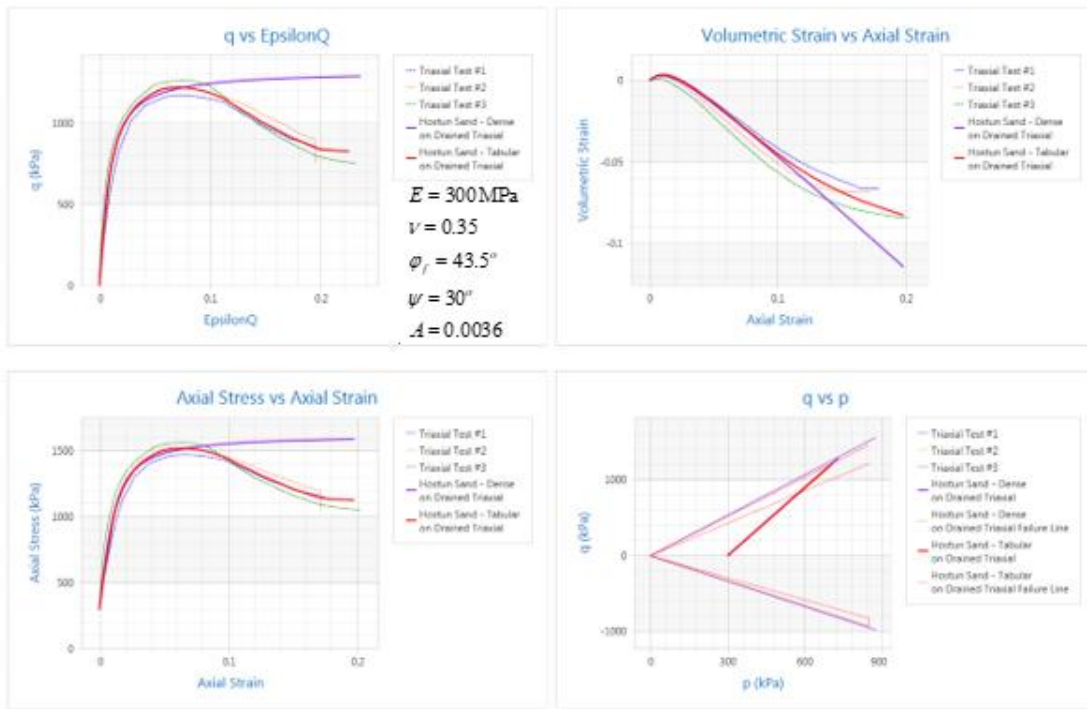 q vs EpsilonQ
q (kPa)
1000
500
0
0
0.1
0.2
EpsilonQ
Triaxial Test #1
Triaxial Test #2
Triaxial Test #3
Hostun Sand - Dense
on Drained Triaxial
Hostun Sand - Tabular
on Drained Triaxial
E = 300MPa
ν = 0.35
φf = 43.5°
ψ = 30°
A = 0.0036
Volumetric Strain vs Axial Strain
Volumetric Strain
0
-0.05
-0.1
0
0.1
0.2
Axial Strain
Triaxial Test #1
Triaxial Test #2
Triaxial Test #3
Hostun Sand - Dense
on Drained Triaxial
Hostun Sand - Tabular
on Drained Triaxial
Axial Stress vs Axial Strain
Axial Stress (kPa)
1500
1000
500
0
0
0.1
0.2
Axial Strain
Triaxial Test #1
Triaxial Test #2
Triaxial Test #3
Hostun Sand - Dense
on Drained Triaxial
Hostun Sand - Tabular
on Drained Triaxial
q vs p
q (kPa)
1000
0
-1000
0
300
600
900
p (kPa)
Triaxial Test #1
Triaxial Test #2
Triaxial Test #3
Hostun Sand - Dense
on Drained Triaxial
Hostun Sand - Dense
on Drained Triaxial Failure Line
Hostun Sand - Tabular
on Drained Triaxial
Hostun Sand - Tabular
on Drained Triaxial Failure Line